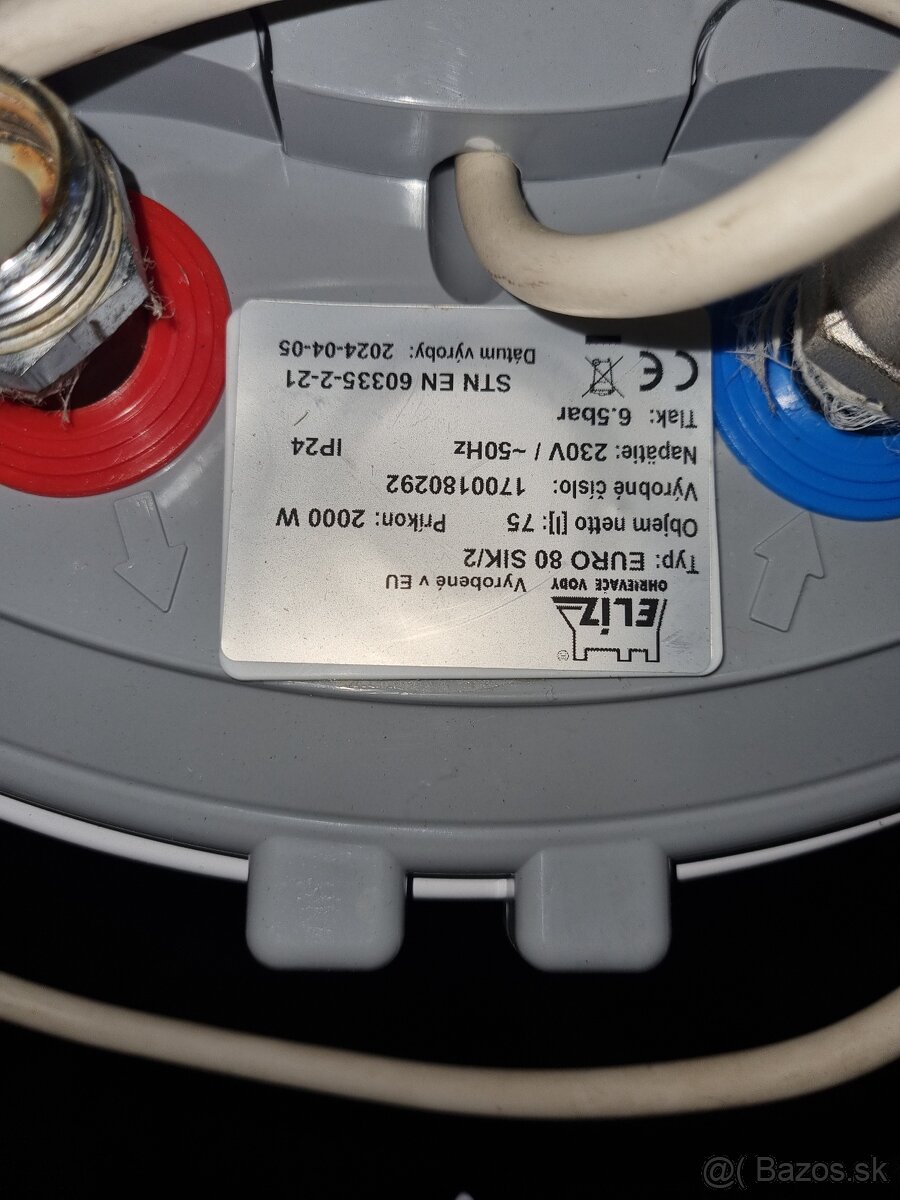 ELÍZ ®
OHRIEVAČE VODY
Vyrobené v EU
Typ: EURO 80 SIK/2
Objem netto [l]: 75 Príkon: 2000 W
Výrobné číslo: 1700180292
Napätie: 230V / ~50Hz IP24
Tlak: 6.5bar
STN EN 60335-2-21
CE
Dátum výroby: 2024-04-05
@( Bazos.sk